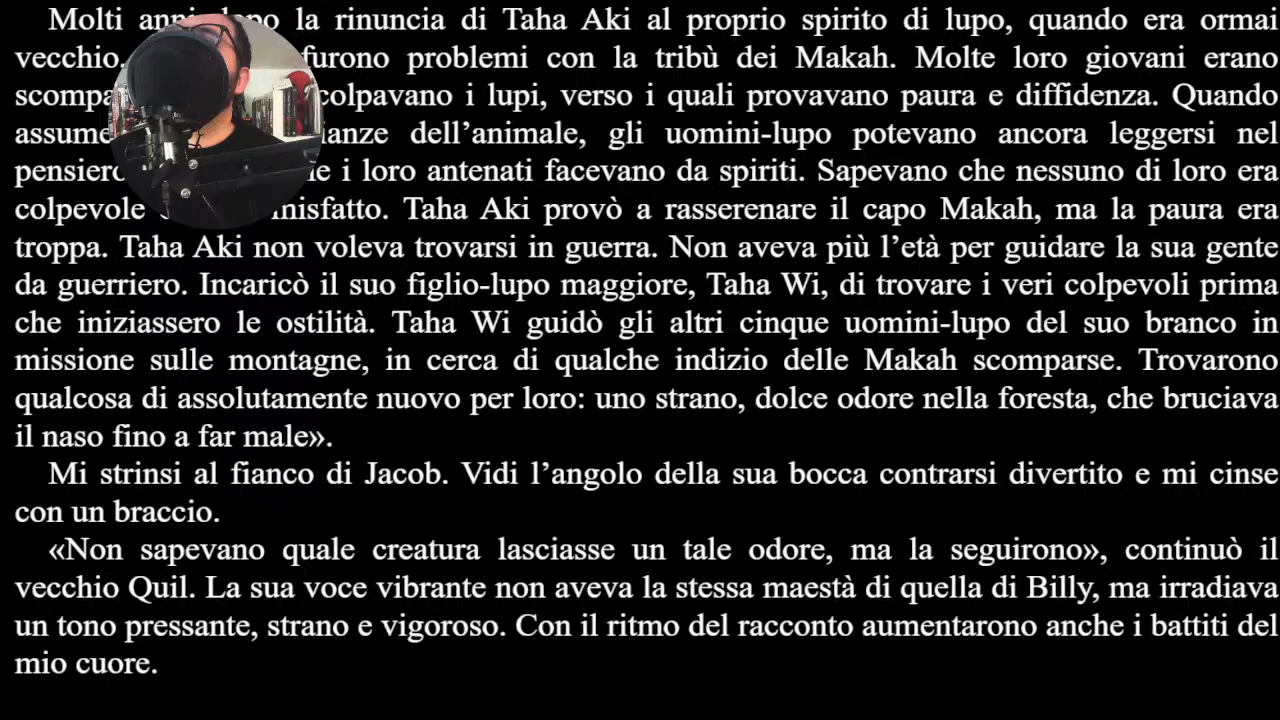 Molti anni dopo la rinuncia di Taha Aki al proprio spirito di lupo, quando era ormai
vecchio. furono problemi con la tribù dei Makah. Molte loro giovani erano
colpavano i lupi, verso i quali provavano paura e diffidenza. Quando
dell’animale, gli uomini-lupo potevano ancora leggersi nel
pensiero i loro antenati facevano da spiriti. Sapevano che nessuno di loro era
colpevole misfatto. Taha Aki provò a rasserenare il capo Makah, ma la paura era
troppa. Taha Aki non voleva trovarsi in guerra. Non aveva più l’età per guidare la sua gente
da guerriero. Incaricò il suo figlio-lupo maggiore, Taha Wi, di trovare i veri colpevoli prima
che iniziassero le ostilità. Taha Wi guidò gli altri cinque uomini-lupo del suo branco in
missione sulle montagne, in cerca di qualche indizio delle Makah scomparse. Trovarono
qualcosa di assolutamente nuovo per loro: uno strano, dolce odore nella foresta, che bruciava
il naso fino a far male».
Mi strinsi al fianco di Jacob. Vidi l’angolo della sua bocca contrarsi divertito e mi cinse
con un braccio.
«Non sapevano quale creatura lasciasse un tale odore, ma la seguirono», continuò il
vecchio Quil. La sua voce vibrante non aveva la stessa maestà di quella di Billy, ma irradiava
un tono pressante, strano e vigoroso. Con il ritmo del racconto aumentarono anche i battiti del
mio cuore.